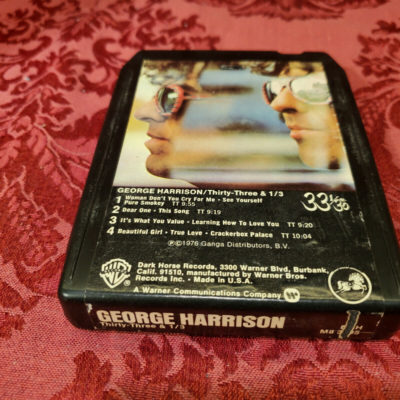 GEORGE HARRISON/Thirty-Three & 1/3
33 1/3
1 Woman Don't You Cry For Me - See Yourself
Pure Smokey TT 9:55
2 Dear One - This Song TT 9:19
3 It's What You Value - Learning How To Love You TT 9:20
4 Beautiful Girl - True Love - Crackerbox Palace TT 10:04
℗©1976 Ganga Distributors, B.V.
Dark Horse Records, 3300 Warner Blvd, Burbank,
Calif. 91510, manufactured by Warner Bros.
Records Inc. • Made in U.S.A.
A Warner Communications Company
GEORGE HARRISON
Thirty-Three & 1/3